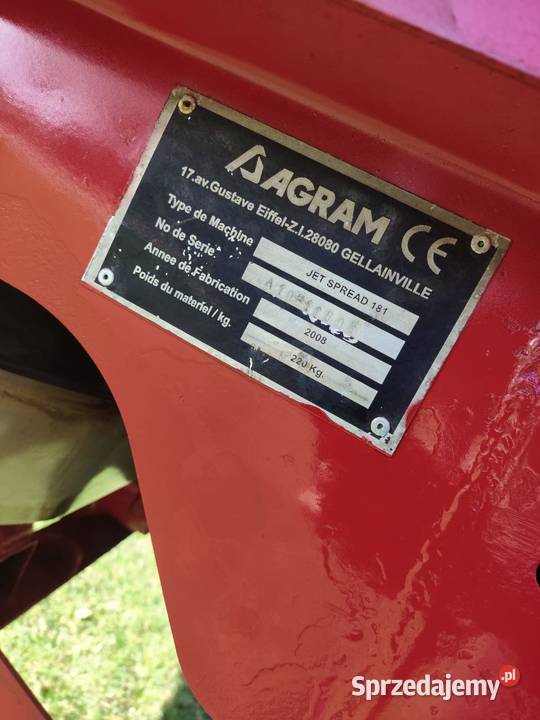 AGRAM CE
17.av.Gustave Eiffel-Z.I.28080 GELLAINVILLE
Type de Machine JET SPREAD 181
No de Serie.
Annee de Fabrication 2008
Poids du materiel / kg. 220 Kg.
Sprzedajemy.pl